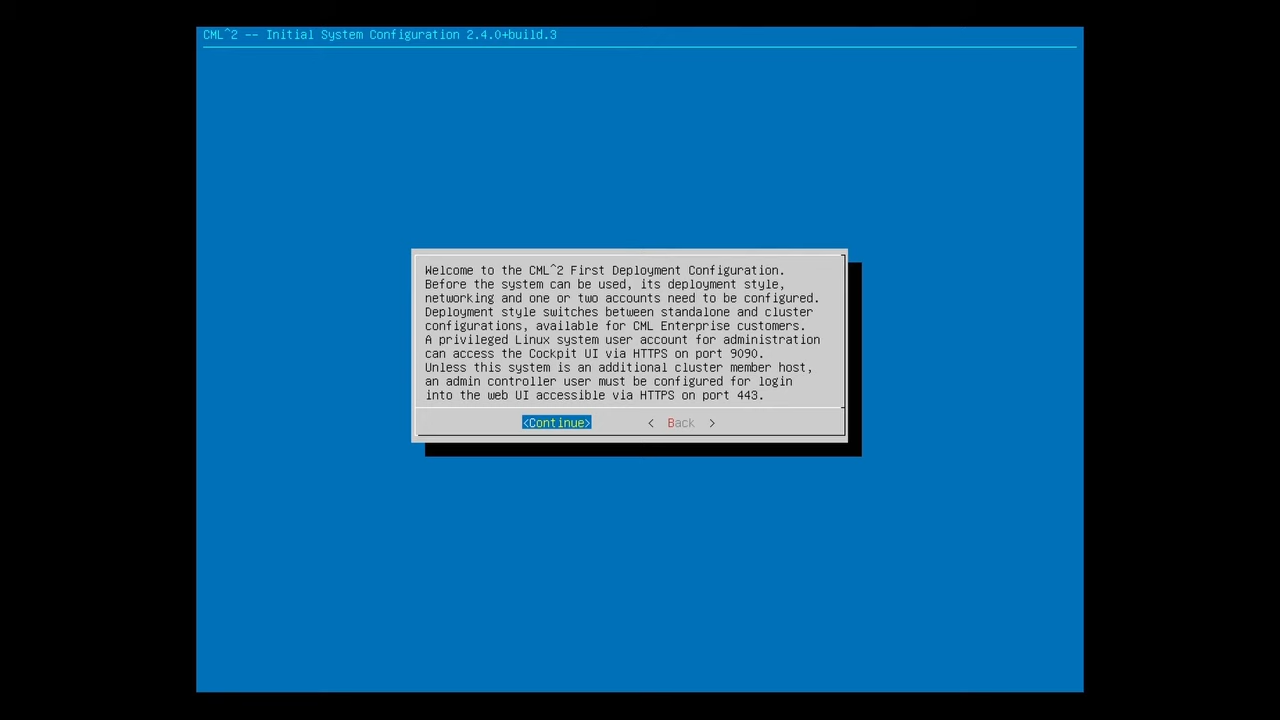 CML^2 -- Initial System Configuration 2.4.0+build.3
Welcome to the CML^2 First Deployment Configuration.
Before the system can be used, its deployment style,
networking and one or two accounts need to be configured.
Deployment style switches between standalone and cluster
configurations, available for CML Enterprise customers.
A privileged Linux system user account for administration
can access the Cockpit UI via HTTPS on port 9090.
Unless this system is an additional cluster member host,
an admin controller user must be configured for login
into the web UI accessible via HTTPS on port 443.
<Continue> < Back >